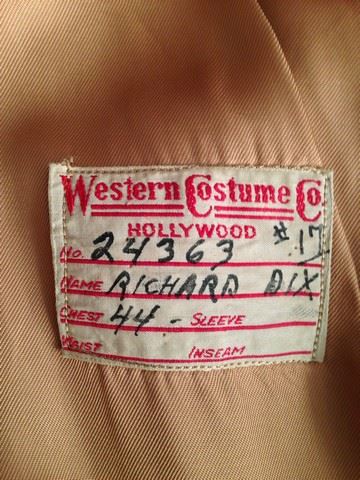 Western Costume Co.
HOLLYWOOD # 17
No. 24363
NAME RICHARD DIX
CHEST 44 - SLEEVE
WAIST INSEAM